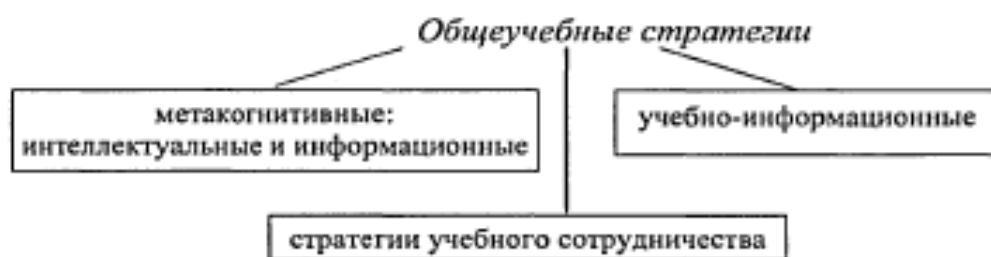 Общеучебные стратегии
метакогнитивные:
интеллектуальные и информационные
учебно-информационные
стратегии учебного сотрудничества